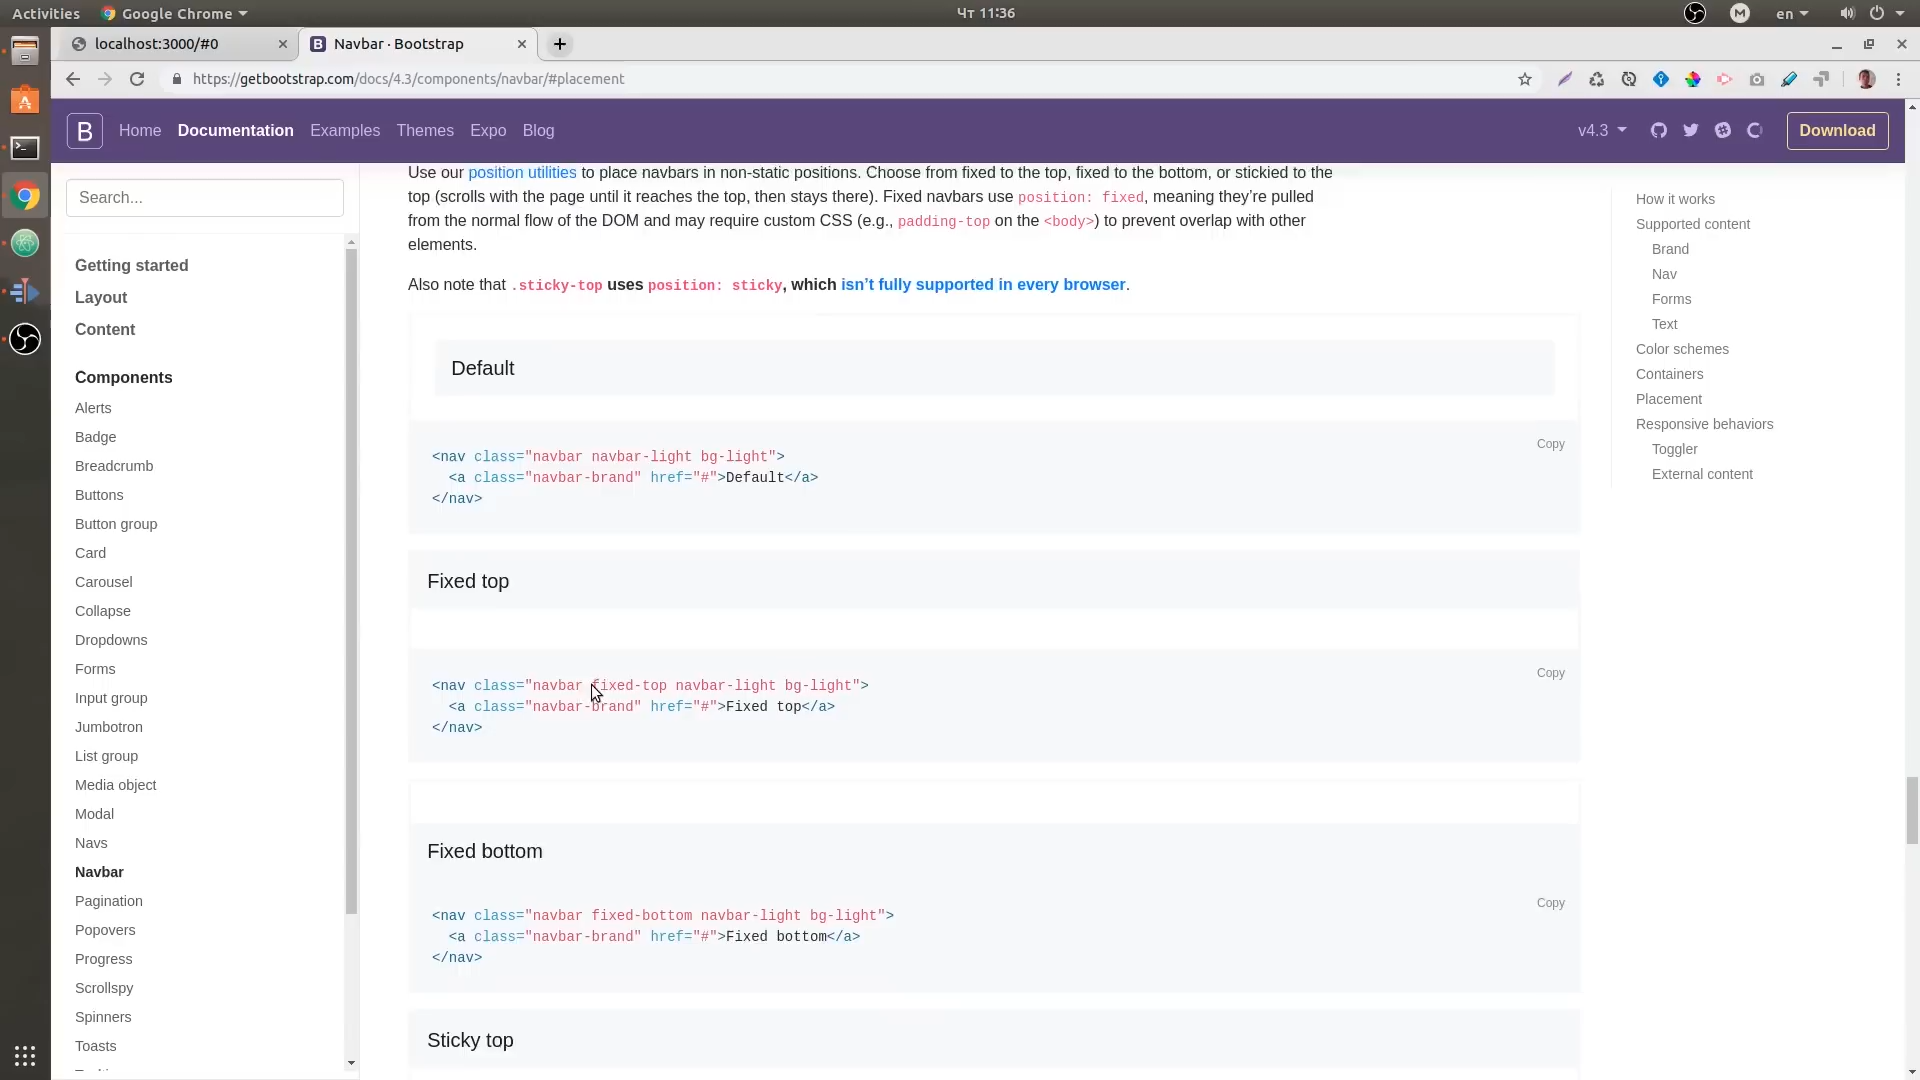 Activities
Google Chrome
Чт 11:36
M
en
localhost:3000/#0
B
Navbar · Bootstrap
https://getbootstrap.com/docs/4.3/components/navbar/#placement
B
Home
Documentation
Examples
Themes
Expo
Blog
v4.3
Download
Search...
Getting started
Layout
Content
Components
Alerts
Badge
Breadcrumb
Buttons
Button group
Card
Carousel
Collapse
Dropdowns
Forms
Input group
Jumbotron
List group
Media object
Modal
Navs
Navbar
Pagination
Popovers
Progress
Scrollspy
Spinners
Toasts
Use our position utilities to place navbars in non-static positions. Choose from fixed to the top, fixed to the bottom, or stickied to the
top (scrolls with the page until it reaches the top, then stays there). Fixed navbars use position: fixed, meaning they’re pulled
from the normal flow of the DOM and may require custom CSS (e.g., padding-top on the <body>) to prevent overlap with other
elements.
Also note that .sticky-top uses position: sticky, which isn’t fully supported in every browser.
Default
Copy
<nav class="navbar navbar-light bg-light">
<a class="navbar-brand" href="#">Default</a>
</nav>
Fixed top
Copy
<nav class="navbar fixed-top navbar-light bg-light">
<a class="navbar-brand" href="#">Fixed top</a>
</nav>
Fixed bottom
Copy
<nav class="navbar fixed-bottom navbar-light bg-light">
<a class="navbar-brand" href="#">Fixed bottom</a>
</nav>
Sticky top
How it works
Supported content
Brand
Nav
Forms
Text
Color schemes
Containers
Placement
Responsive behaviors
Toggler
External content